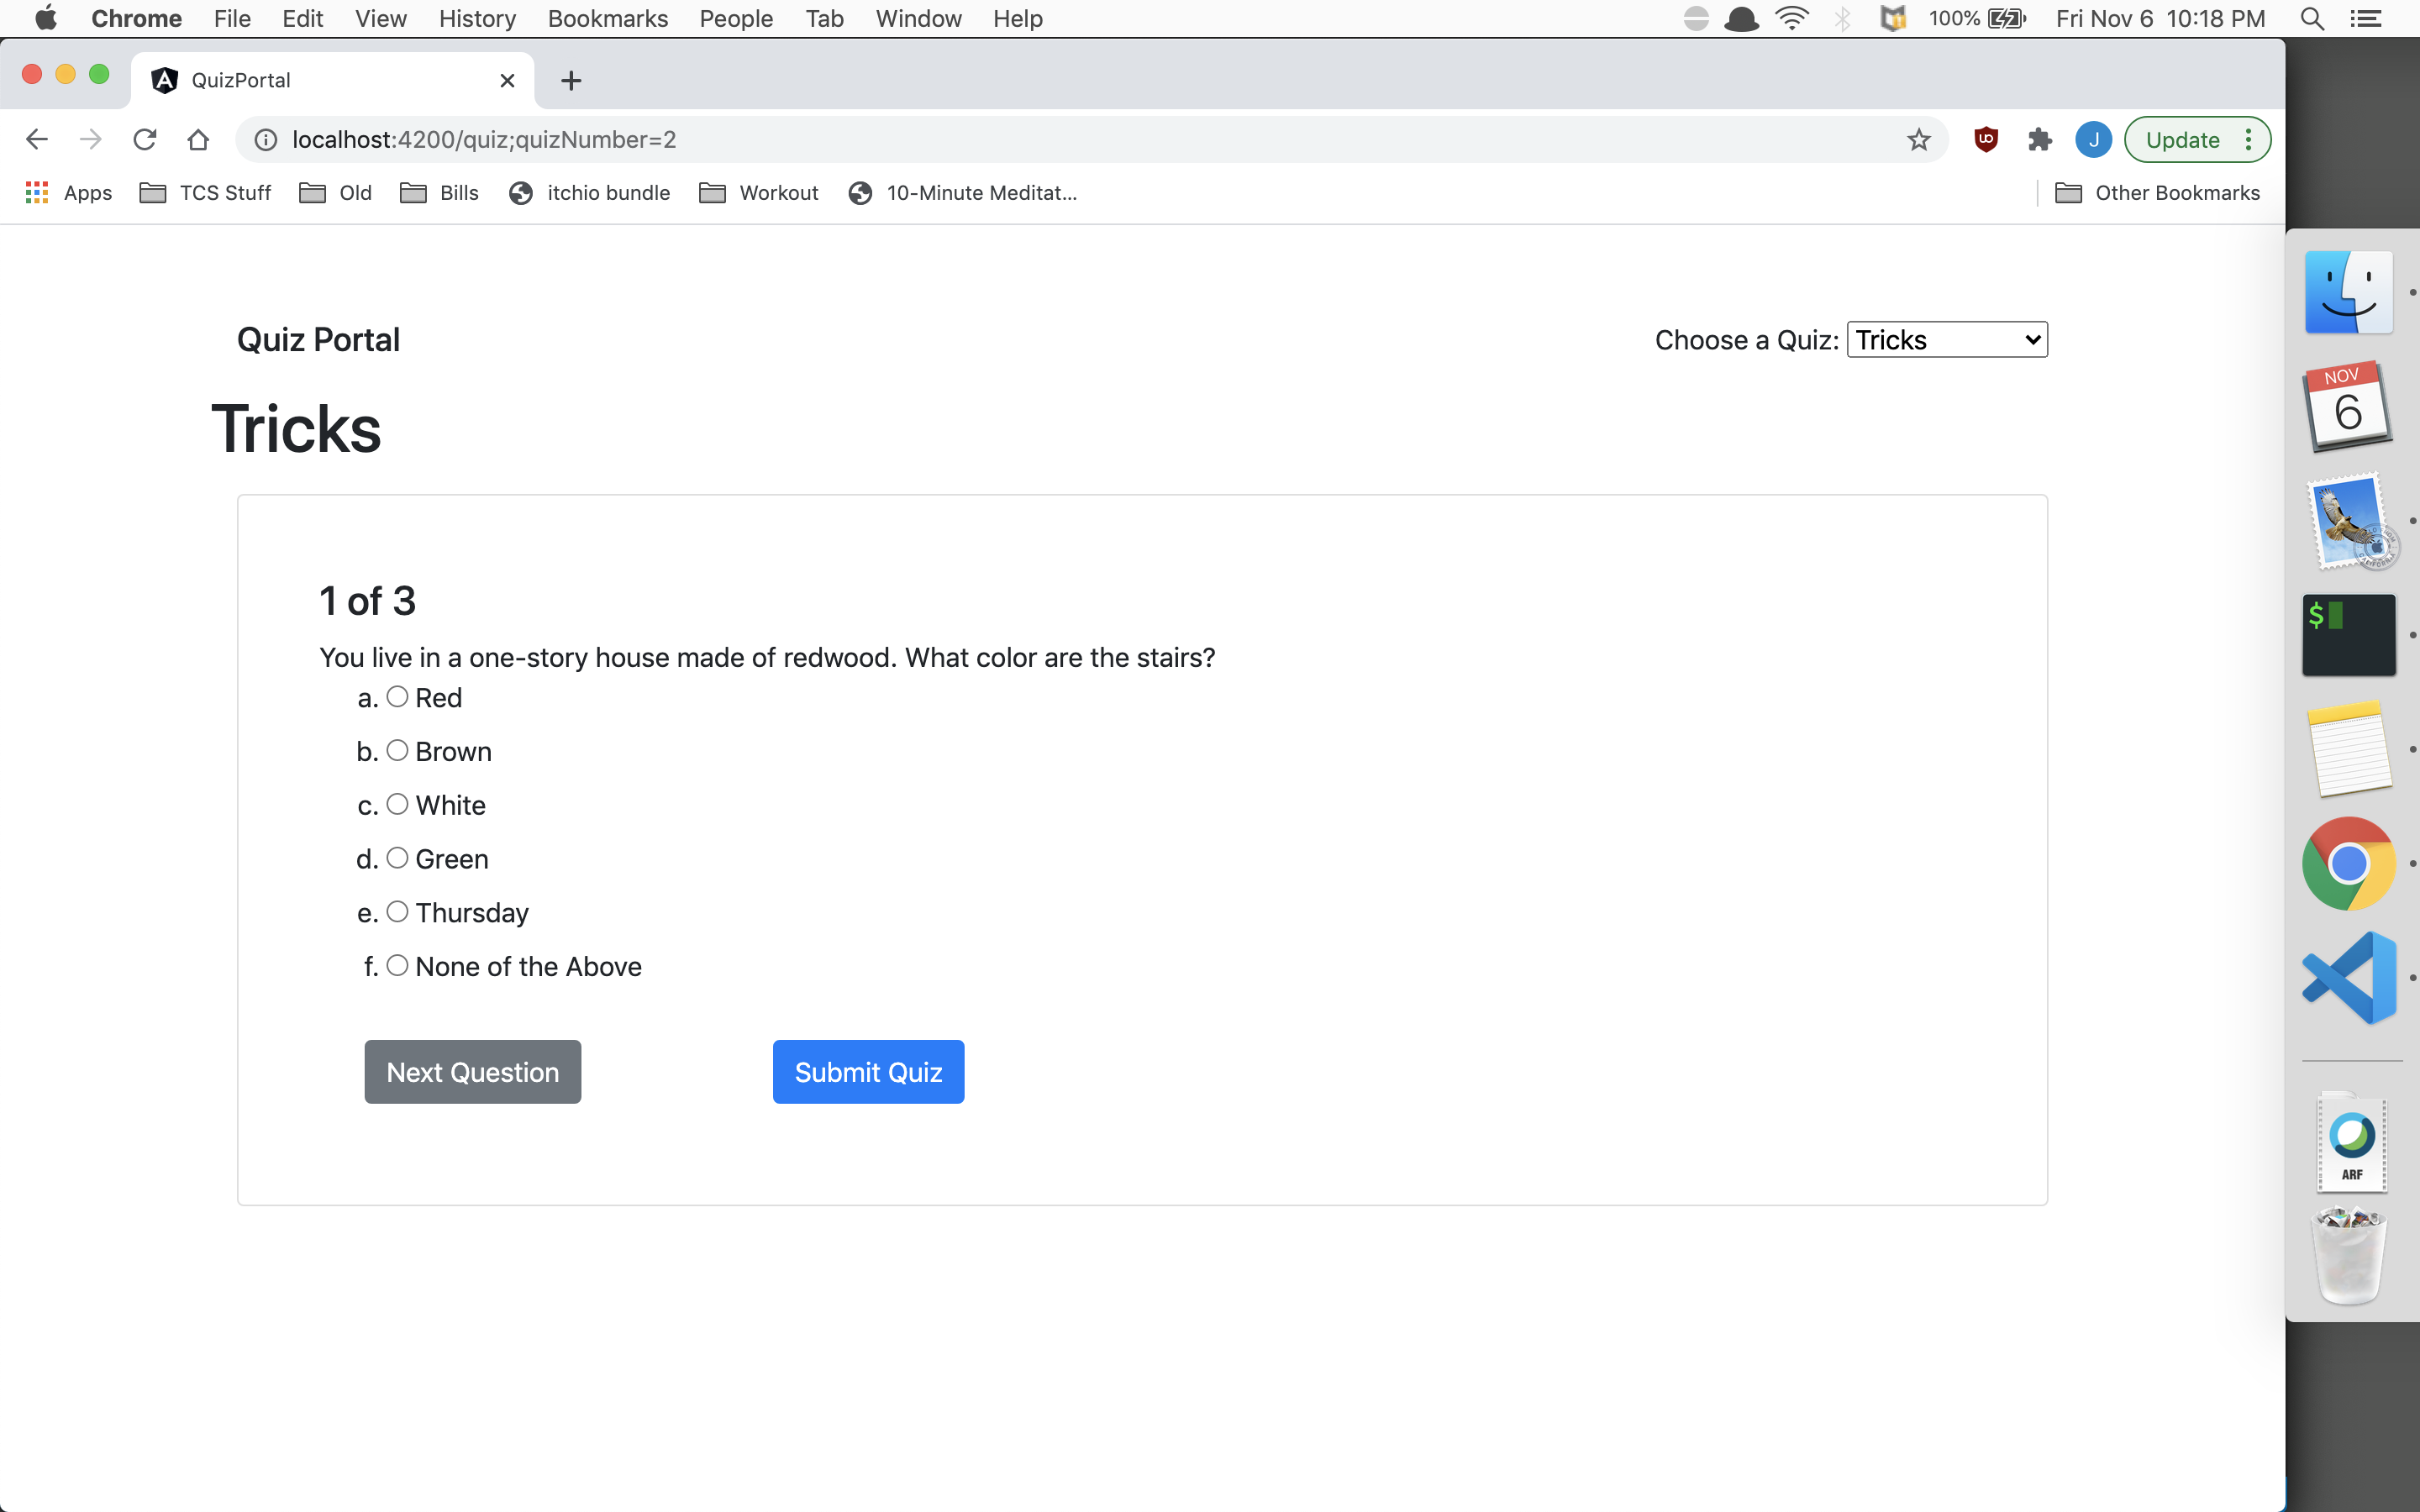 Chrome File Edit View History Bookmarks People Tab Window Help 100% Fri Nov 6 10:18 PM
QuizPortal
localhost:4200/quiz;quizNumber=2 J Update
Apps TCS Stuff Old Bills itchio bundle Workout 10-Minute Meditat... Other Bookmarks
Quiz Portal Choose a Quiz: Tricks
Tricks
1 of 3
You live in a one-story house made of redwood. What color are the stairs?
a. Red
b. Brown
c. White
d. Green
e. Thursday
f. None of the Above
Next Question Submit Quiz
NOV
6
$
ARF